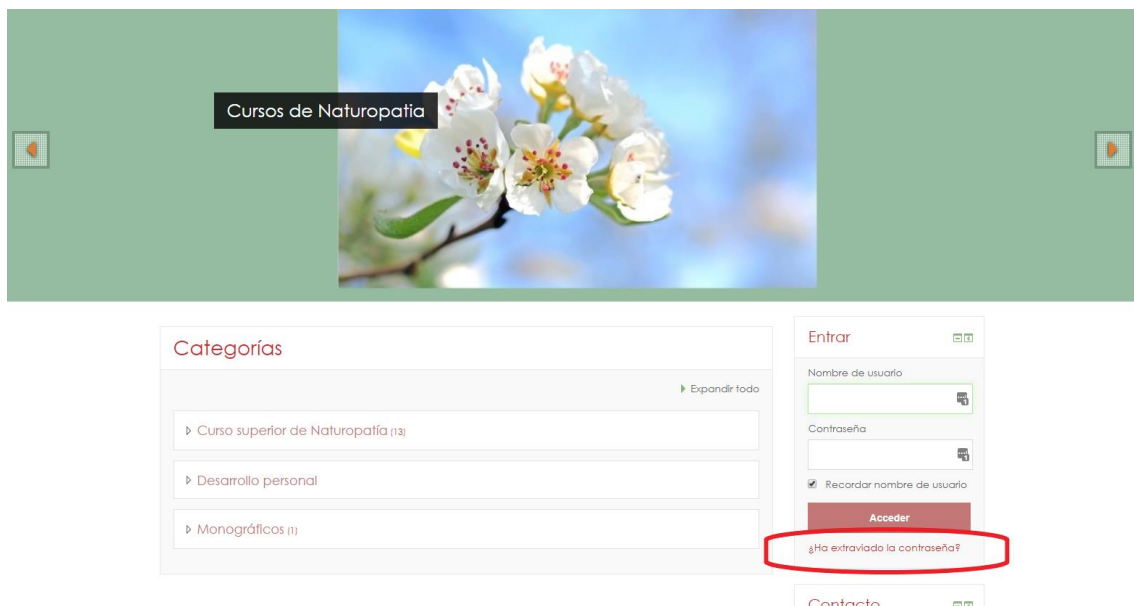 Cursos de Naturopatia
Categorías
Expandir todo
Curso superior de Naturopatía (13)
Desarrollo personal
Monográficos (1)
Entrar
Nombre de usuario
Contraseña
Recordar nombre de usuario
Acceder
¿Ha extraviado la contraseña?
Contacto